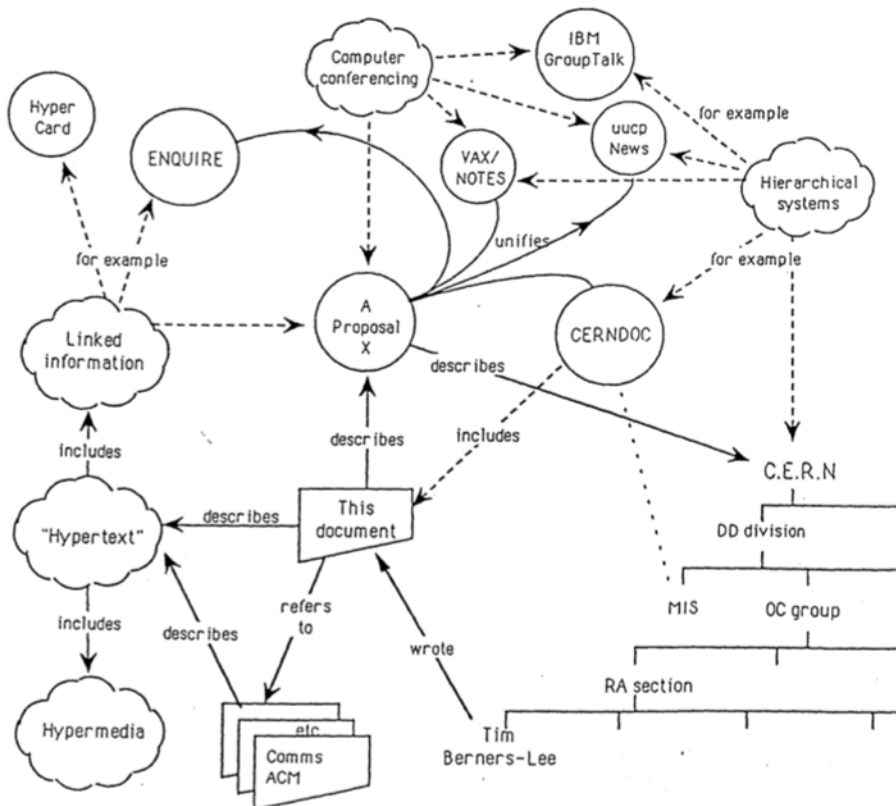 IBM
GroupTalk
Computer
conferencing
Hyper
Card
for example
uucp
News
ENQUIRE
VAX/
NOTES
Hierarchical
systems
unifies
for example
for example
A
Proposal
X
Linked
information
CERNDOC
describes
includes
describes
includes
C.E.R.N
This
document
describes
"Hypertext"
DD division
refers
to
MIS
OC group
includes
describes
wrote
RA section
Hypermedia
etc
Tim
Berners-Lee
Comms
ACM